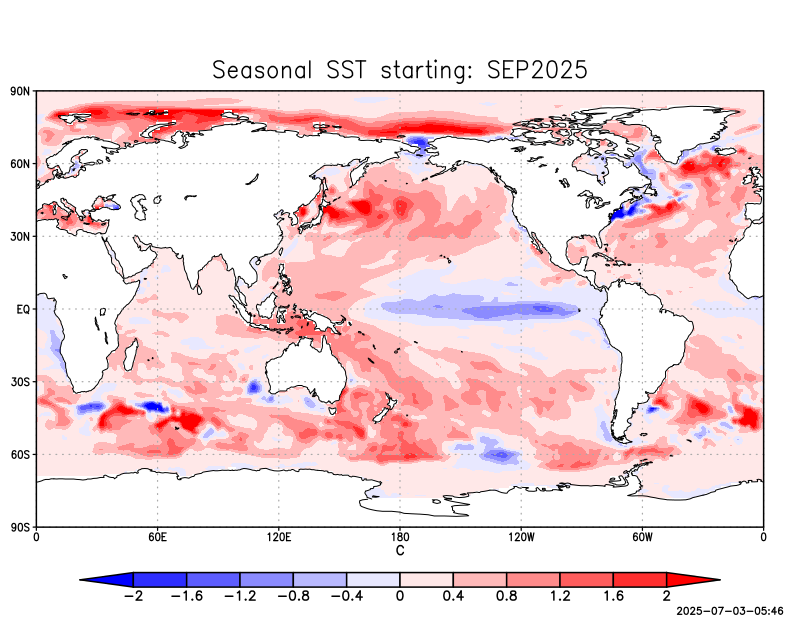 Seasonal SST starting: SEP2025
90N
60N
30N
EQ
30S
60S
90S
0 60E 120E 180 120W 60W 0
C
-2 -1.6 -1.2 -0.8 -0.4 0 0.4 0.8 1.2 1.6 2
2025-07-03-05:46